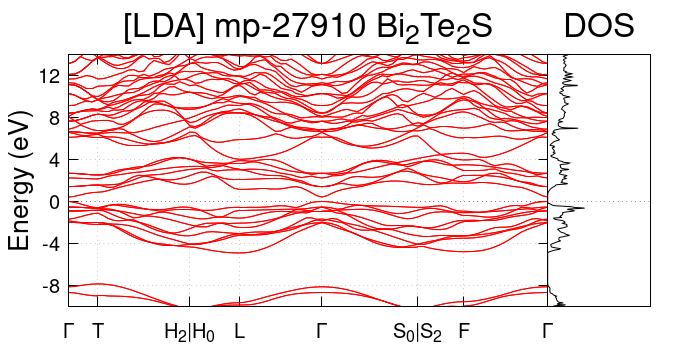 [LDA] mp-27910 Bi₂Te₂S DOS
Energy (eV)
12
8
4
0
-4
-8
Γ T H₂|H₀ L Γ S₀|S₂ F Γ